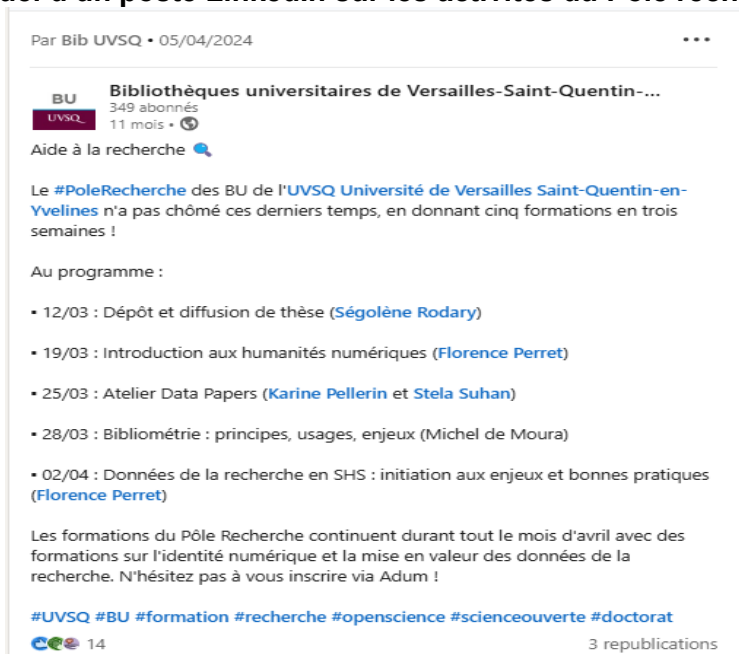 Par Bib UVSQ • 05/04/2024
...
BU
UVSQ
Bibliothèques universitaires de Versailles-Saint-Quentin-...
349 abonnés
11 mois •
Aide à la recherche
Le #PoleRecherche des BU de l'UVSQ Université de Versailles Saint-Quentin-en-
Yvelines n'a pas chômé ces derniers temps, en donnant cinq formations en trois
semaines !
Au programme :
▪ 12/03 : Dépôt et diffusion de thèse (Ségolène Rodary)
▪ 19/03 : Introduction aux humanités numériques (Florence Perret)
▪ 25/03 : Atelier Data Papers (Karine Pellerin et Stela Suhan)
▪ 28/03 : Bibliométrie : principes, usages, enjeux (Michel de Moura)
▪ 02/04 : Données de la recherche en SHS : initiation aux enjeux et bonnes pratiques
(Florence Perret)
Les formations du Pôle Recherche continuent durant tout le mois d'avril avec des
formations sur l'identité numérique et la mise en valeur des données de la
recherche. N'hésitez pas à vous inscrire via Adum !
#UVSQ #BU #formation #recherche #openscience #scienceouverte #doctorat
14
3 republications